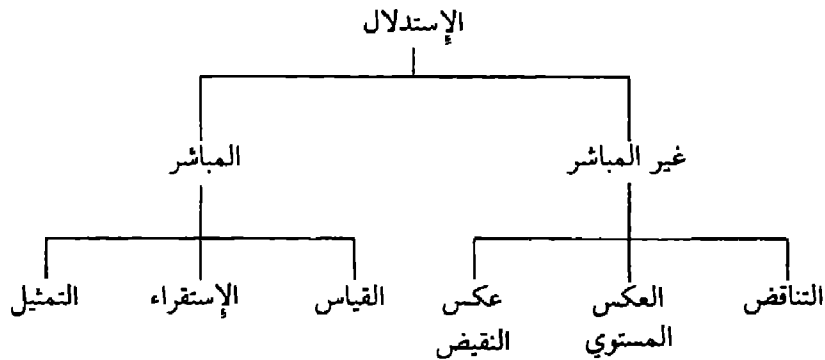 الإستدلال
غير المباشر
المباشر
التناقض
العكس
المستوي
عكس
النقيض
القياس
الإستقراء
التمثيل